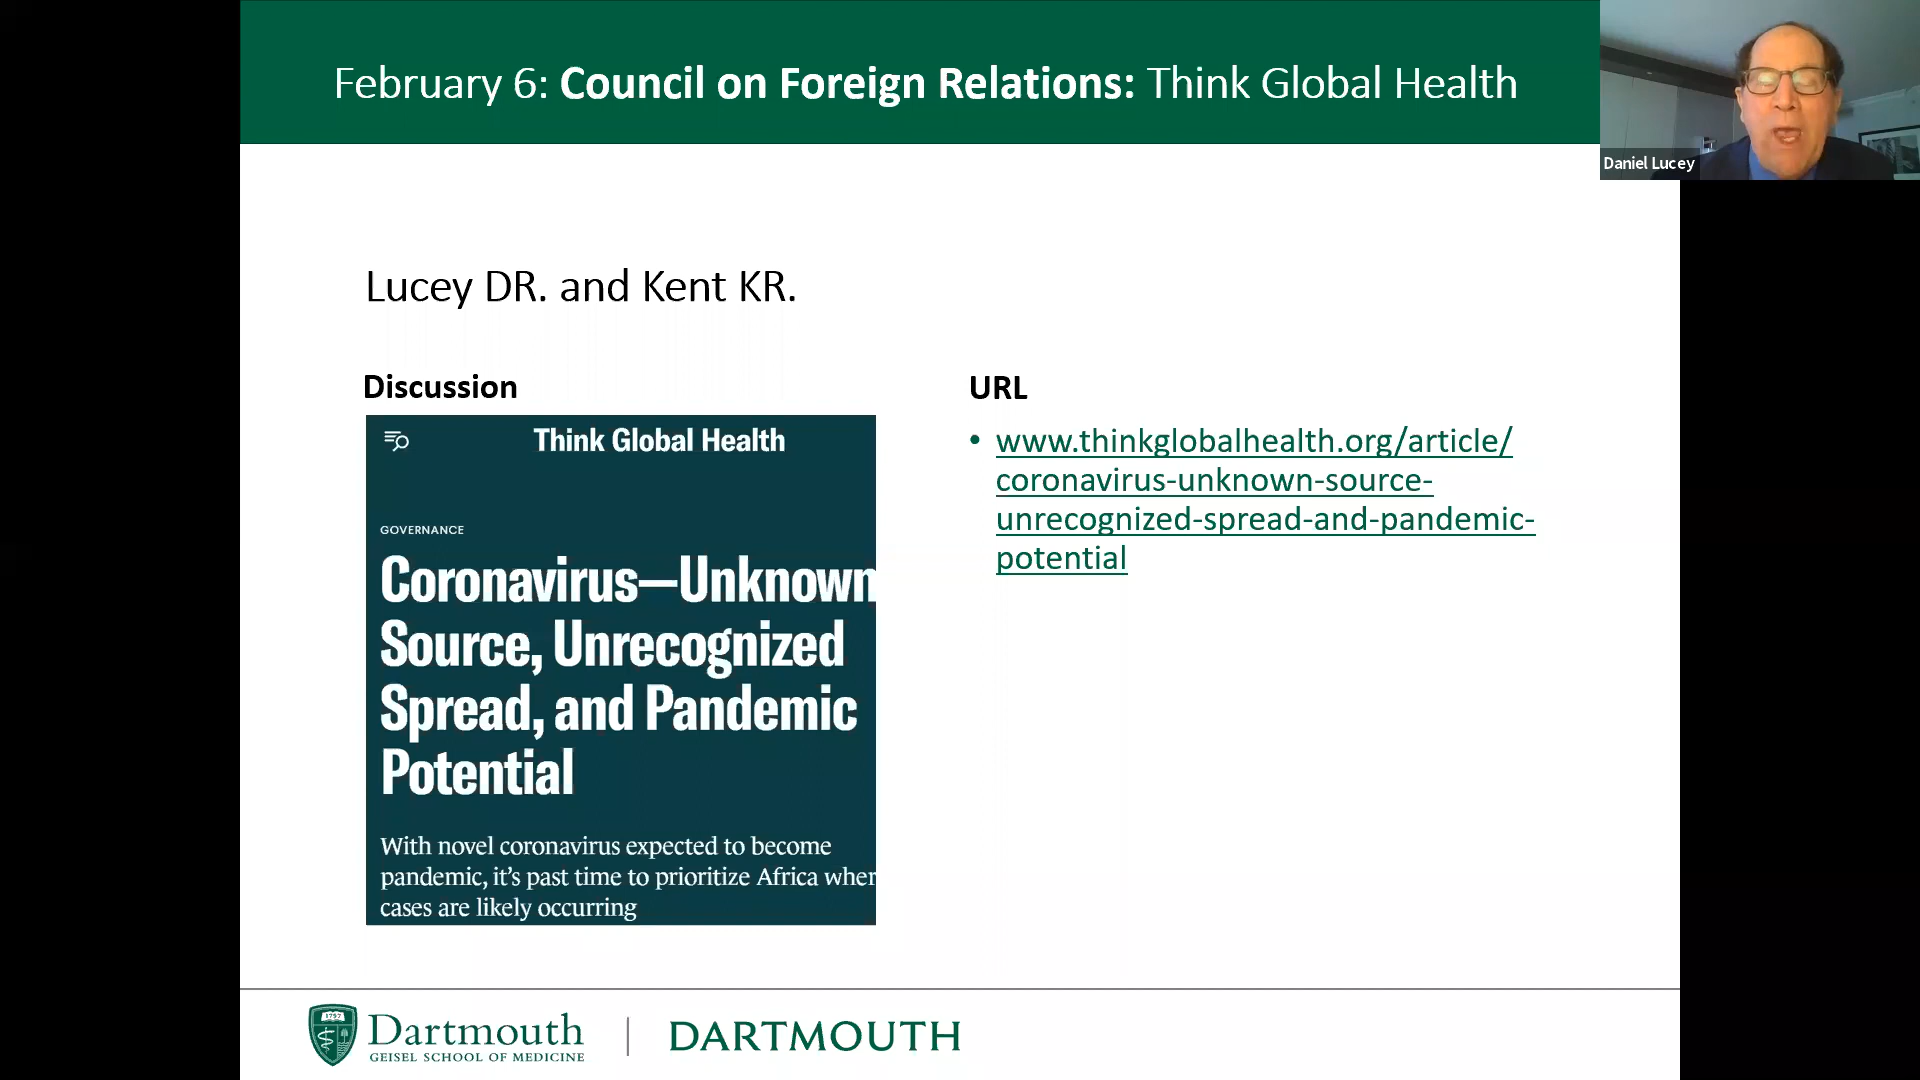 February 6: Council on Foreign Relations: Think Global Health
Daniel Lucey
Lucey DR. and Kent KR.
Discussion
Think Global Health
GOVERNANCE
Coronavirus—Unknown
Source, Unrecognized
Spread, and Pandemic
Potential
With novel coronavirus expected to become
pandemic, it's past time to prioritize Africa wher
cases are likely occurring
URL
• www.thinkglobalhealth.org/article/
coronavirus-unknown-source-
unrecognized-spread-and-pandemic-
potential
1797
Dartmouth
GEISEL SCHOOL OF MEDICINE
DARTMOUTH